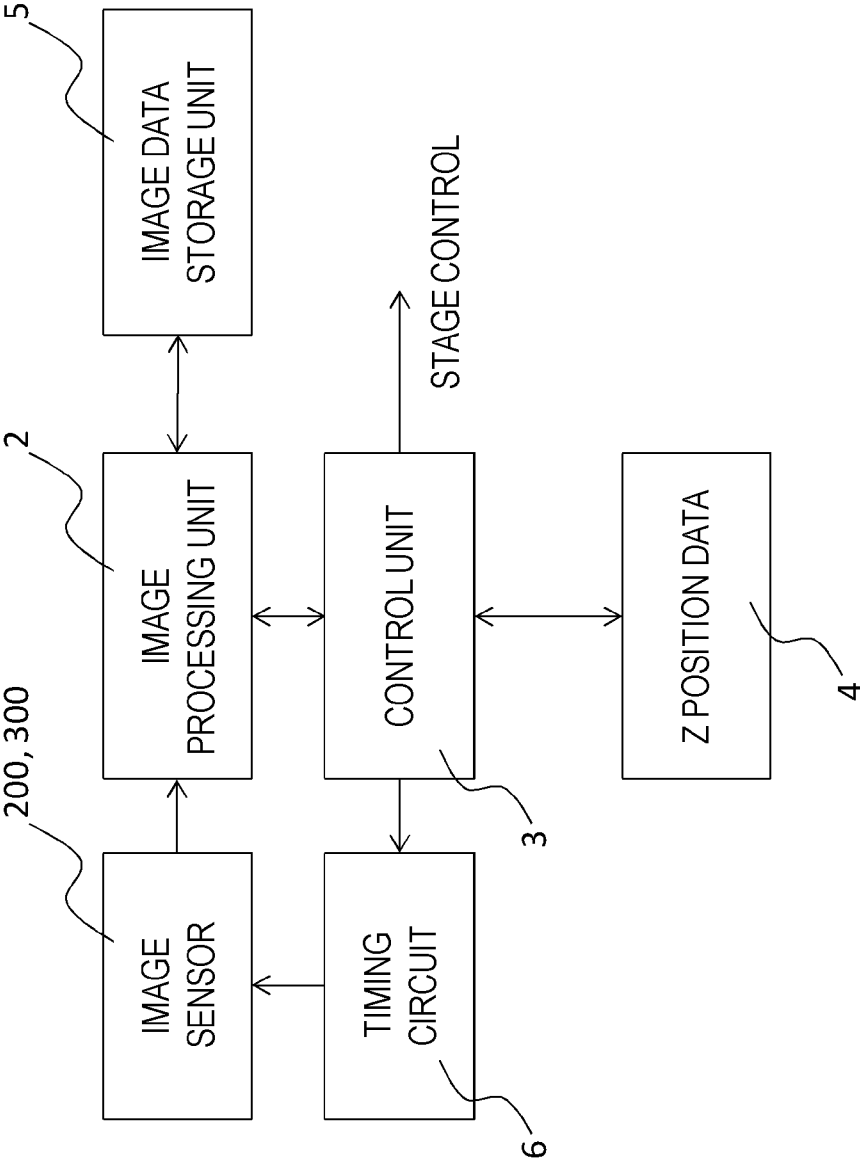 200, 300
2
5
IMAGE
SENSOR
IMAGE
PROCESSING UNIT
IMAGE DATA
STORAGE UNIT
TIMING
CIRCUIT
CONTROL UNIT
STAGE CONTROL
6
3
Z POSITION DATA
4